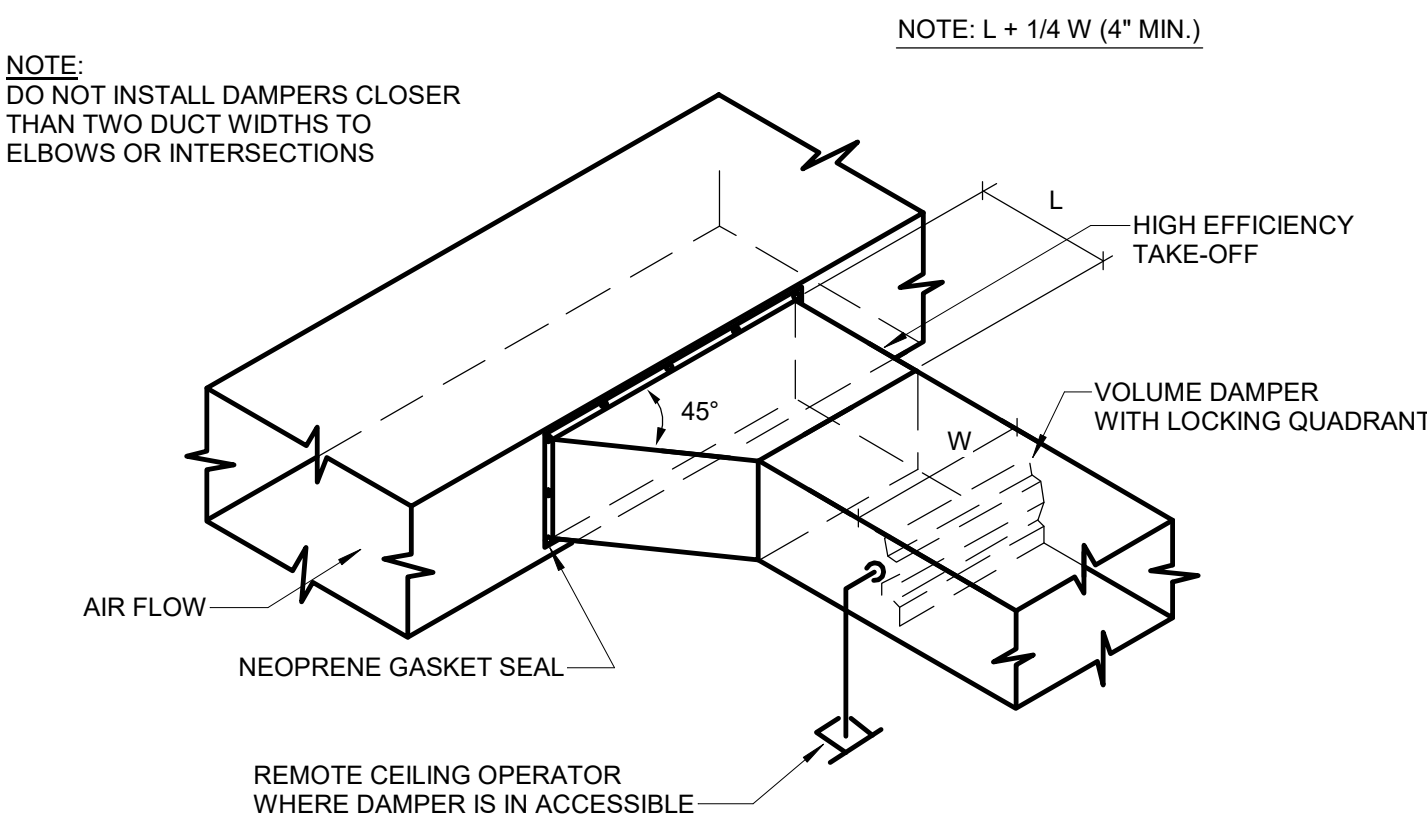 NOTE: L + 1/4 W (4" MIN.)
NOTE:
DO NOT INSTALL DAMPERS CLOSER
THAN TWO DUCT WIDTHS TO
ELBOWS OR INTERSECTIONS
L
HIGH EFFICIENCY
TAKE-OFF
45°
VOLUME DAMPER
WITH LOCKING QUADRANT
W
AIR FLOW
NEOPRENE GASKET SEAL
REMOTE CEILING OPERATOR
WHERE DAMPER IS IN ACCESSIBLE